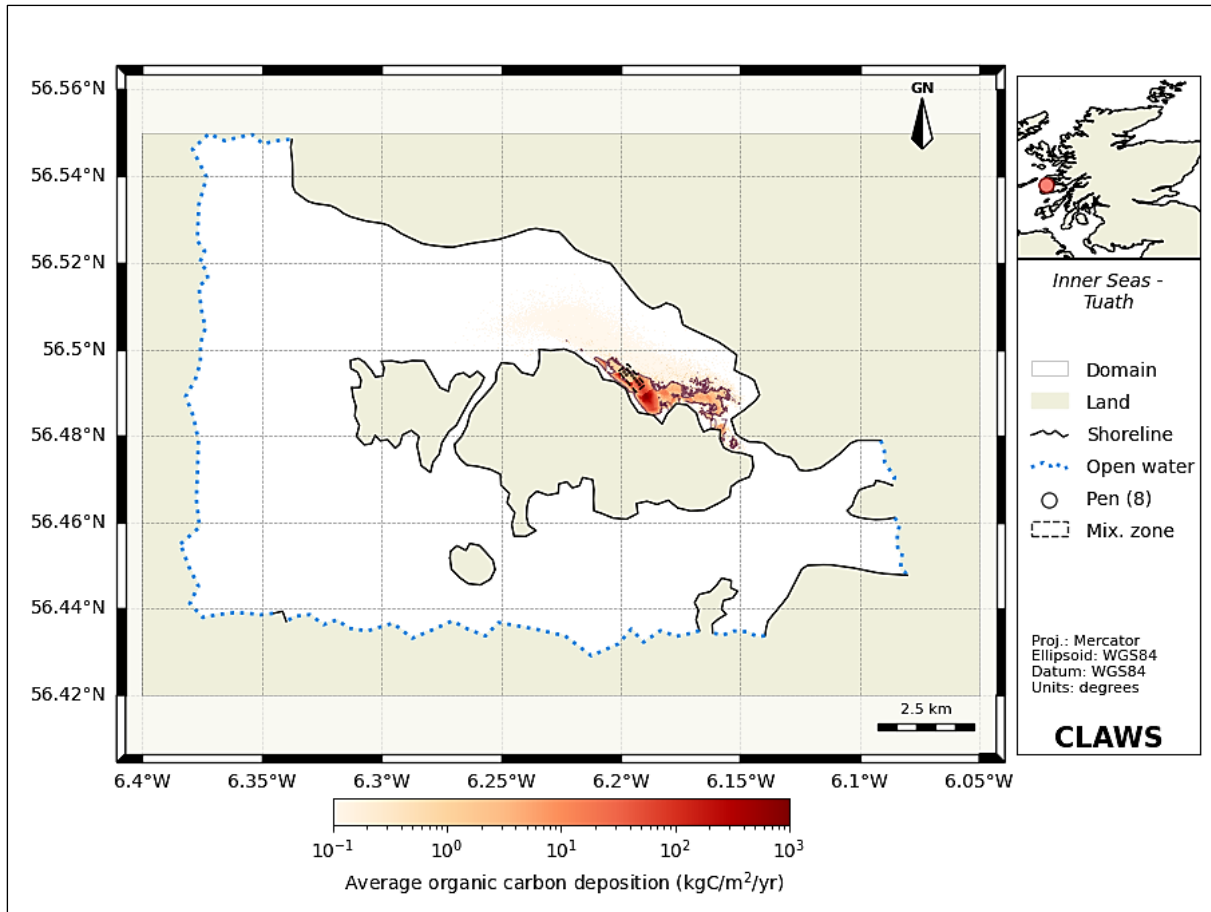 56.56°N
56.54°N
56.52°N
56.5°N
56.48°N
56.46°N
56.44°N
56.42°N
6.4°W
6.35°W
6.3°W
6.25°W
6.2°W
6.15°W
6.1°W
6.05°W
GN
2.5 km
Inner Seas -
Tuath
Domain
Land
Shoreline
Open water
Pen (8)
Mix. zone
Proj.: Mercator
Ellipsoid: WGS84
Datum: WGS84
Units: degrees
CLAWS
10⁻¹
10⁰
10¹
10²
10³
Average organic carbon deposition (kgC/m²/yr)